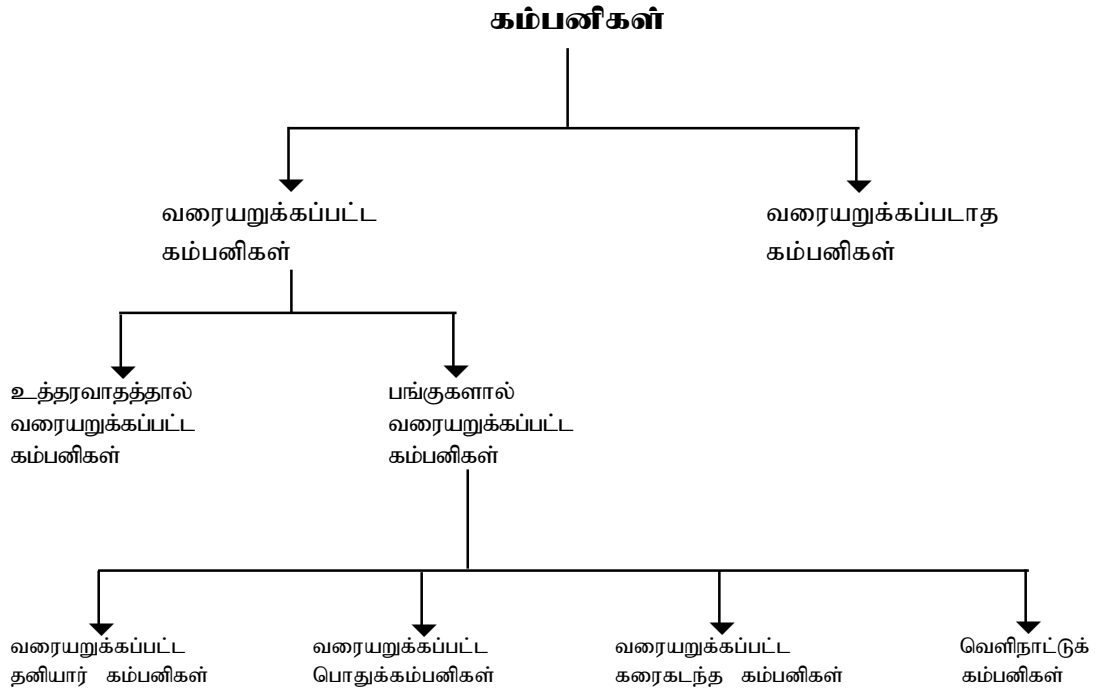 கம்பனிகள்
வரையறுக்கப்பட்ட
கம்பனிகள்
வரையறுக்கப்படாத
கம்பனிகள்
உத்தரவாதத்தால்
வரையறுக்கப்பட்ட
கம்பனிகள்
பங்குகளால்
வரையறுக்கப்பட்ட
கம்பனிகள்
வரையறுக்கப்பட்ட
தனியார் கம்பனிகள்
வரையறுக்கப்பட்ட
பொதுக்கம்பனிகள்
வரையறுக்கப்பட்ட
கரைகடந்த கம்பனிகள்
வெளிநாட்டுக்
கம்பனிகள்